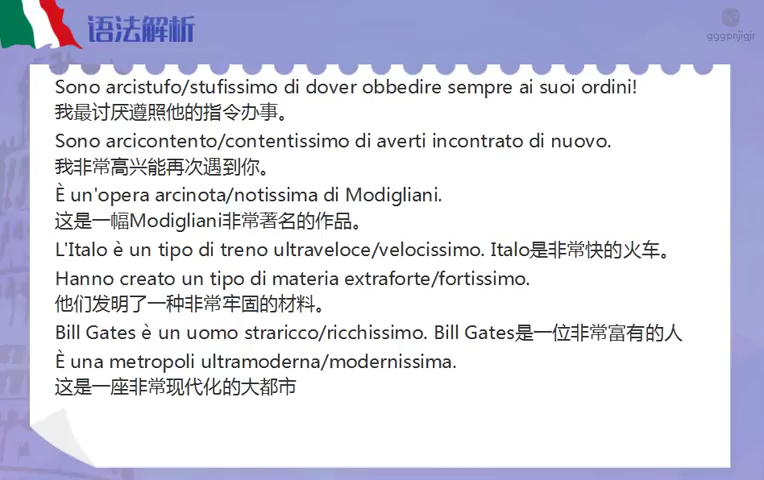 语法解析
gggpnjigjr
Sono arcistufo/stufissimo di dover obbedire sempre ai suoi ordini!
我最讨厌遵照他的指令办事。
Sono arcicontento/contentissimo di averti incontrato di nuovo.
我非常高兴能再次遇到你。
È un'opera arcinota/notissima di Modigliani.
这是一幅Modigliani非常著名的作品。
L'Italo è un tipo di treno ultraveloce/velocissimo. Italo是非常快的火车。
Hanno creato un tipo di materia extraforte/fortissimo.
他们发明了一种非常牢固的材料。
Bill Gates è un uomo straricco/ricchissimo. Bill Gates是一位非常富有的人
È una metropoli ultramoderna/modernissima.
这是一座非常现代化的大都市